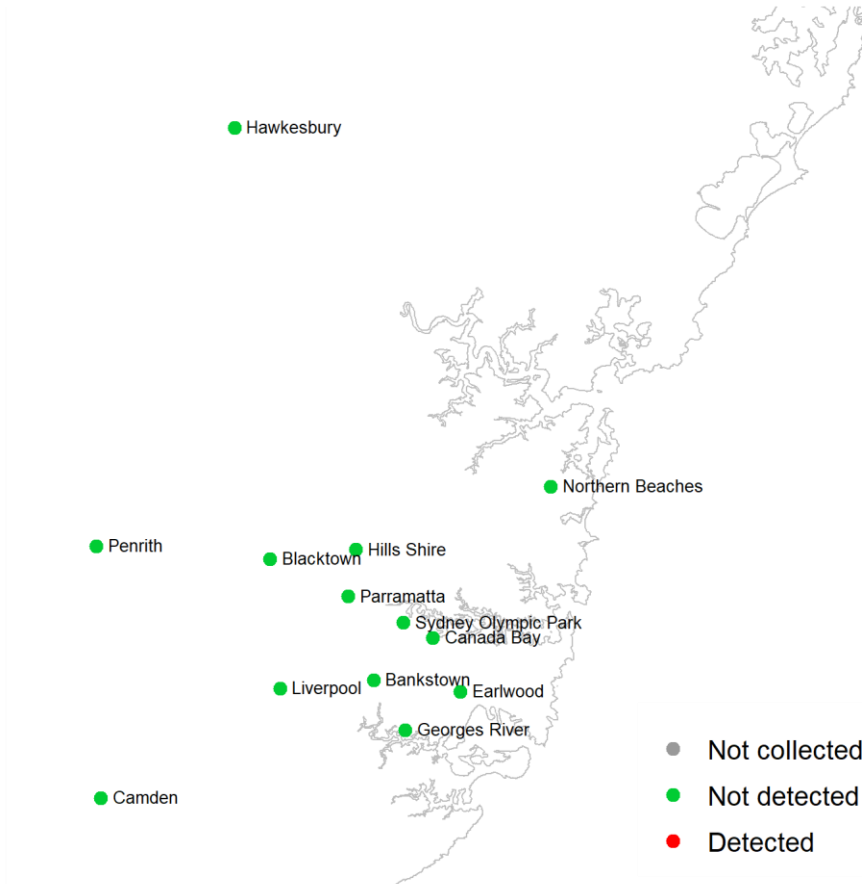 Hawkesbury
Northern Beaches
Penrith
Hills Shire
Blacktown
Parramatta
Sydney Olympic Park
Canada Bay
Bankstown
Liverpool
Earlwood
Georges River
Not collected
Camden
Not detected
Detected